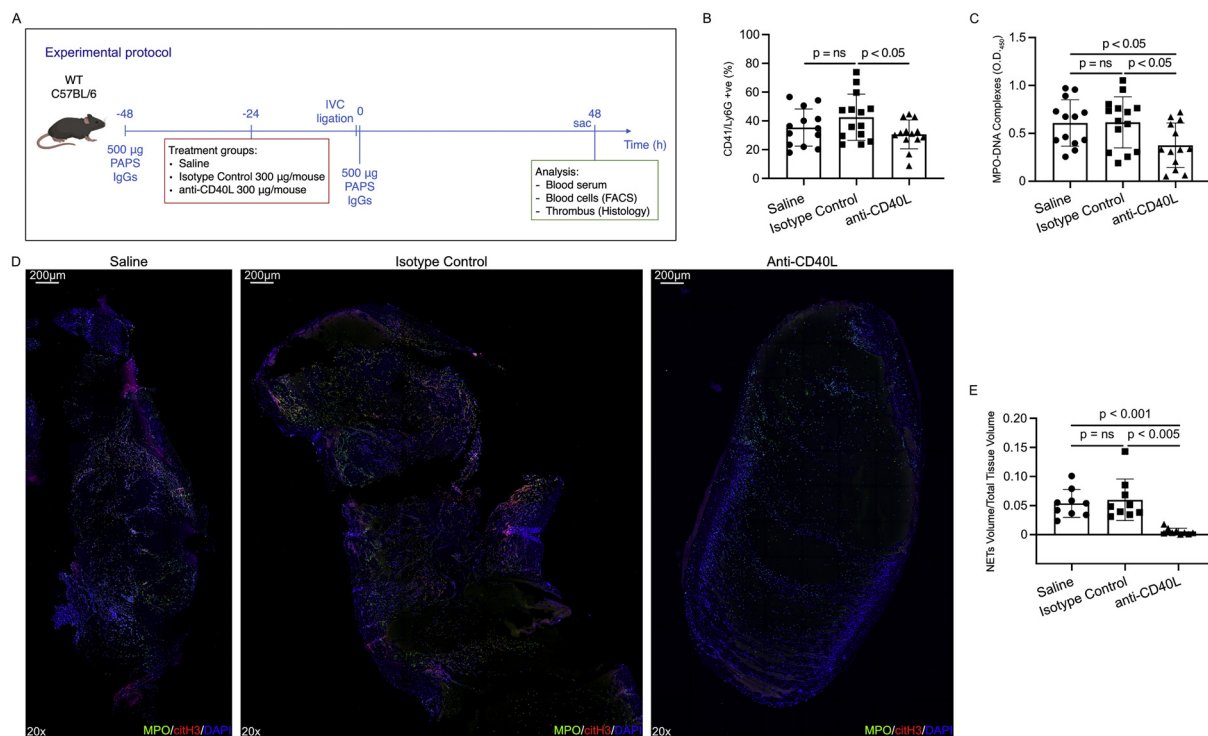 A
Experimental protocol
WT
C57BL/6
-48
-24
IVC
ligation
0
48
sac
Time (h)
500 µg
PAPS
IgGs
Treatment groups:
• Saline
• Isotype Control 300 µg/mouse
• anti-CD40L 300 µg/mouse
500 µg
PAPS
IgGs
Analysis:
- Blood serum
- Blood cells (FACS)
- Thrombus (Histology)
B
CD41/Ly6G +ve (%)
100
80
60
40
20
0
p = ns
p < 0.05
Saline
Isotype Control
anti-CD40L
C
MPO-DNA Complexes (O.D.450)
1.5
1.0
0.5
0.0
p < 0.05
p = ns
p < 0.05
Saline
Isotype Control
anti-CD40L
D
Saline
200µm
20x
MPO/citH3/DAPI
Isotype Control
200µm
20x
MPO/citH3/DAPI
Anti-CD40L
200µm
20x
MPO/citH3/DAPI
E
NETs Volume/Total Tissue Volume
0.20
0.15
0.10
0.05
0
p < 0.001
p = ns
p < 0.005
Saline
Isotype Control
anti-CD40L